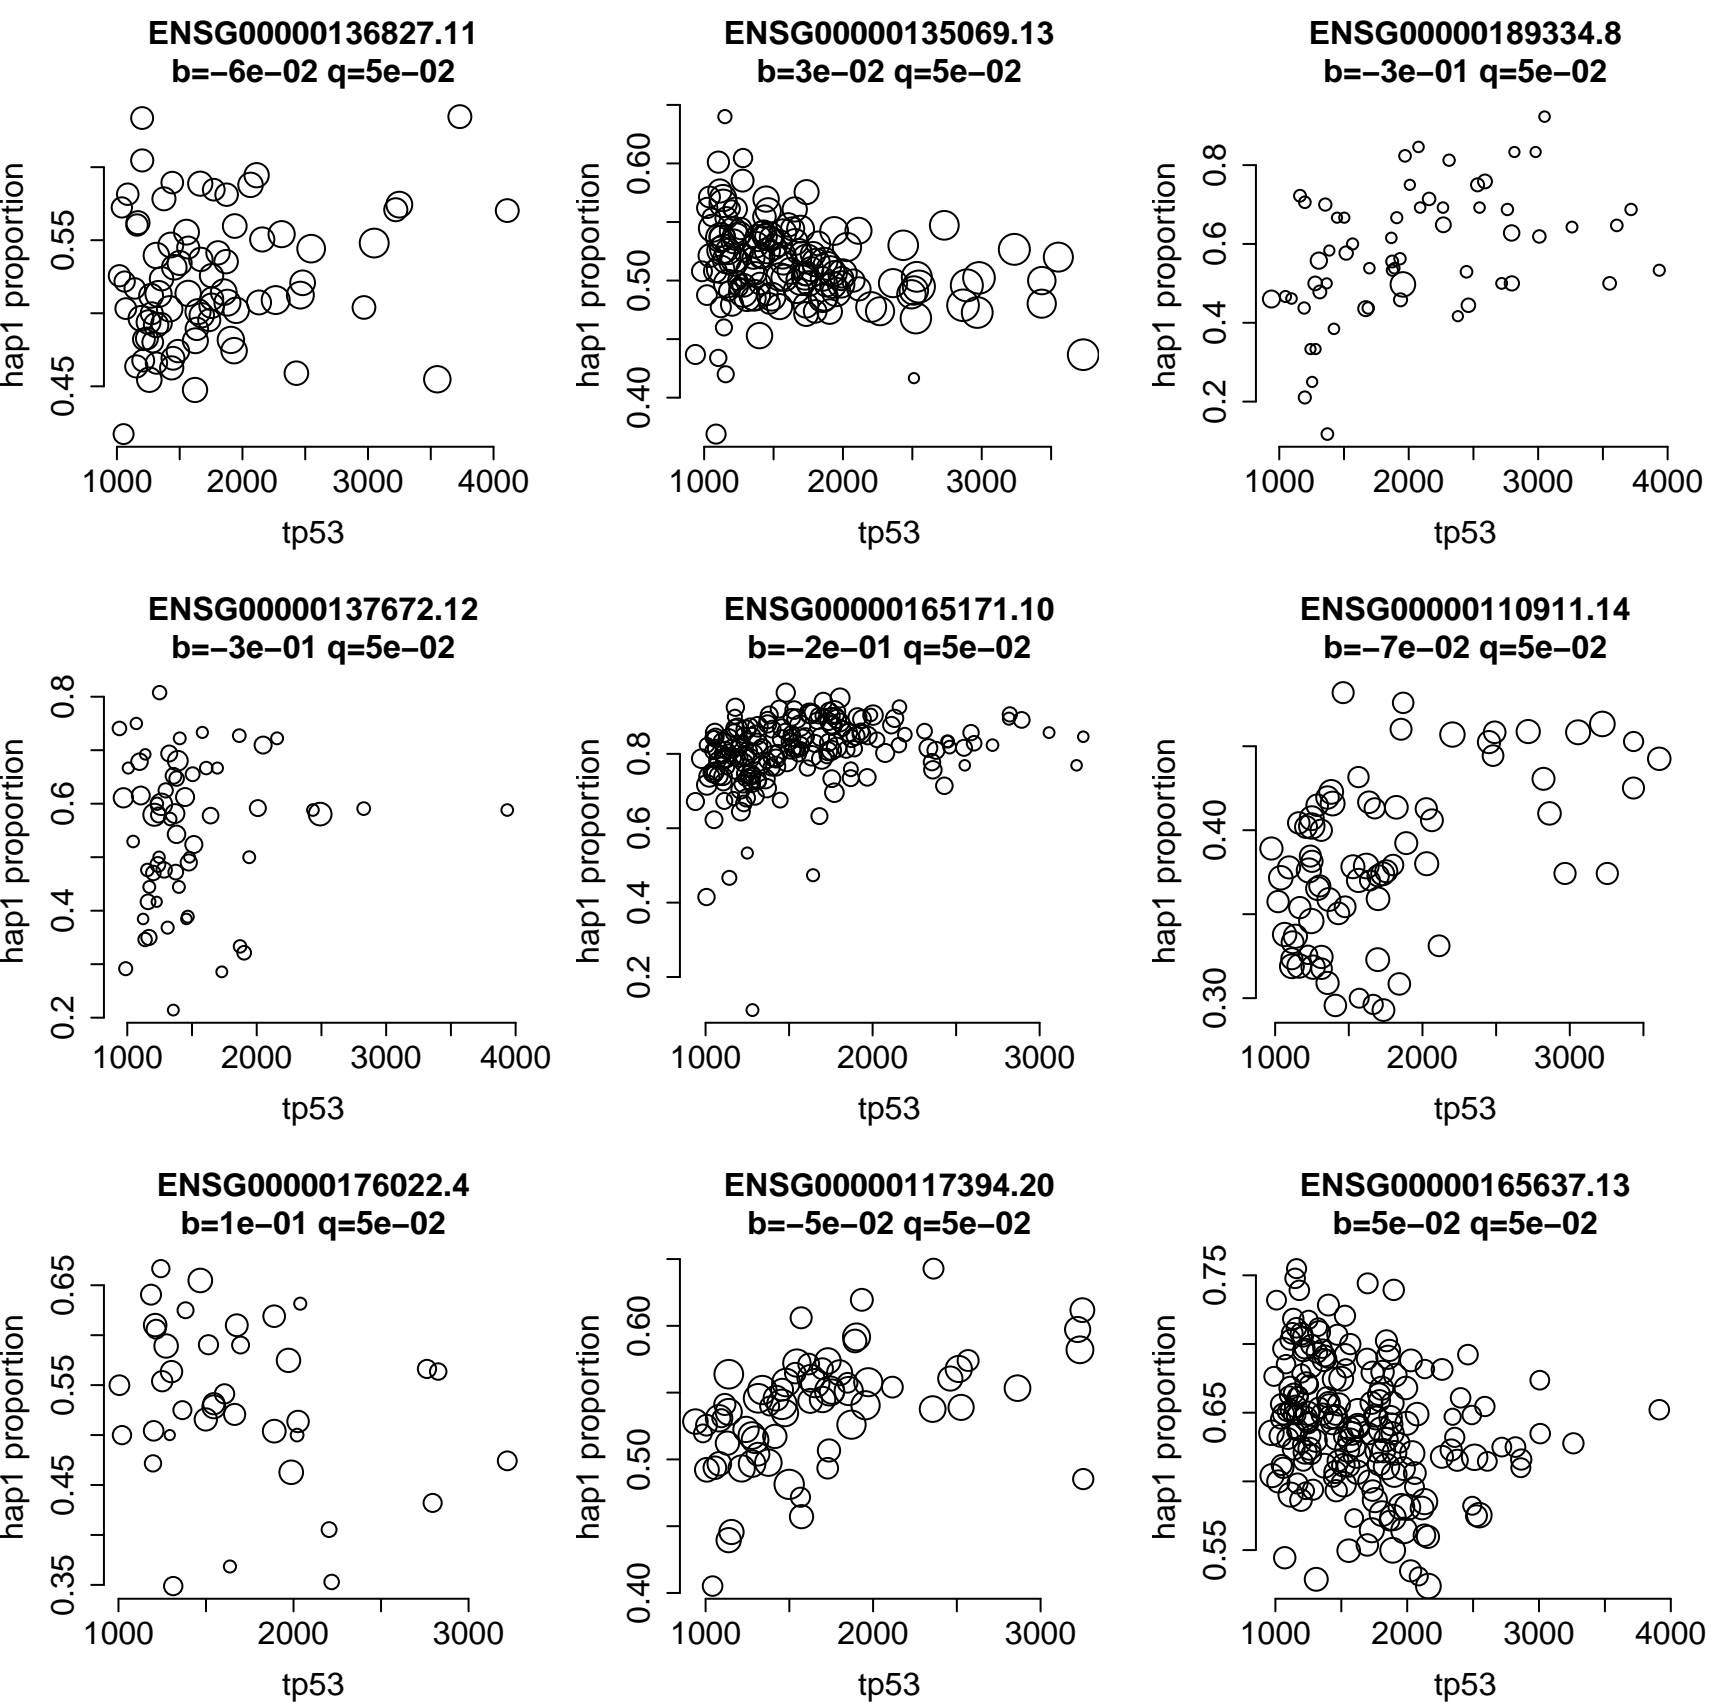 ENSG00000136827.11
b=−6e−02 q=5e−02
hap1 proportion
0.45 0.55
1000 2000 3000 4000
tp53
ENSG00000135069.13
b=3e−02 q=5e−02
hap1 proportion
0.40 0.50 0.60
1000 2000 3000
tp53
ENSG00000189334.8
b=−3e−01 q=5e−02
hap1 proportion
0.2 0.4 0.6 0.8
1000 2000 3000 4000
tp53
ENSG00000137672.12
b=−3e−01 q=5e−02
hap1 proportion
0.2 0.4 0.6 0.8
1000 2000 3000 4000
tp53
ENSG00000165171.10
b=−2e−01 q=5e−02
hap1 proportion
0.2 0.4 0.6 0.8
1000 2000 3000
tp53
ENSG00000110911.14
b=−7e−02 q=5e−02
hap1 proportion
0.30 0.40
1000 2000 3000
tp53
ENSG00000176022.4
b=1e−01 q=5e−02
hap1 proportion
0.35 0.45 0.55 0.65
1000 2000 3000
tp53
ENSG00000117394.20
b=−5e−02 q=5e−02
hap1 proportion
0.40 0.50 0.60
1000 2000 3000
tp53
ENSG00000165637.13
b=5e−02 q=5e−02
hap1 proportion
0.55 0.65 0.75
1000 2000 3000 4000
tp53